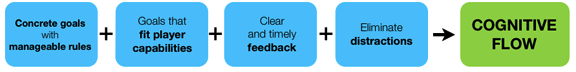 Concrete goals
with
manageable rules
+
Goals that
fit player
capabilities
+
Clear
and timely
feedback
+
Eliminate
distractions
COGNITIVE
FLOW